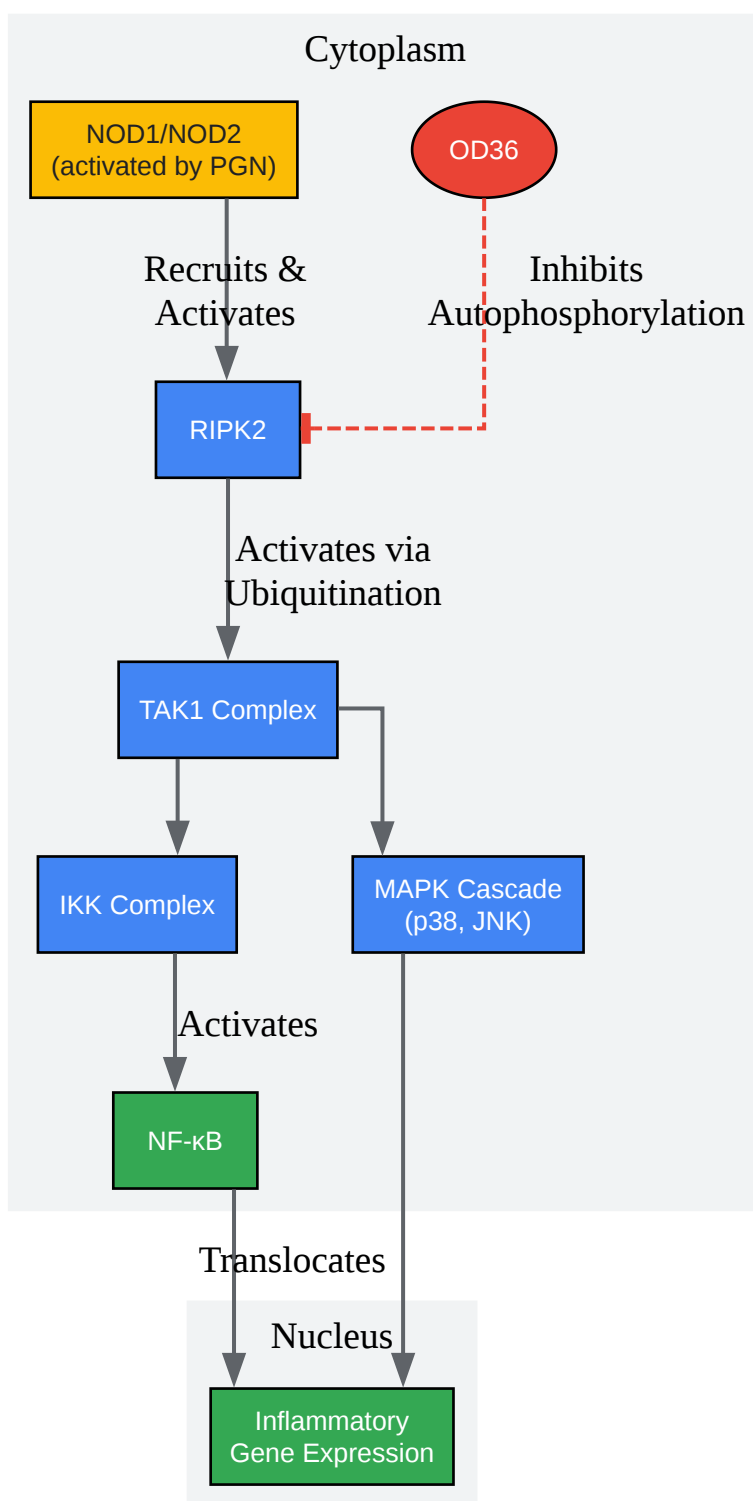 Cytoplasm
NOD1/NOD2
(activated by PGN)
OD36
Recruits &
Activates
Inhibits
Autophosphorylation
RIPK2
Activates via
Ubiquitination
TAK1 Complex
IKK Complex
MAPK Cascade
(p38, JNK)
Activates
NF-κB
Translocates
Nucleus
Inflammatory
Gene Expression